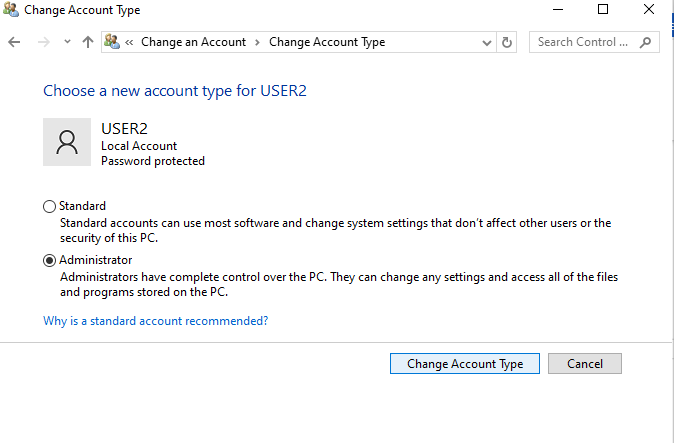 Change Account Type
« Change an Account > Change Account Type
Search Control ...
Choose a new account type for USER2
USER2
Local Account
Password protected
Standard
Standard accounts can use most software and change system settings that don't affect other users or the
security of this PC.
Administrator
Administrators have complete control over the PC. They can change any settings and access all of the files
and programs stored on the PC.
Why is a standard account recommended?
Change Account Type
Cancel